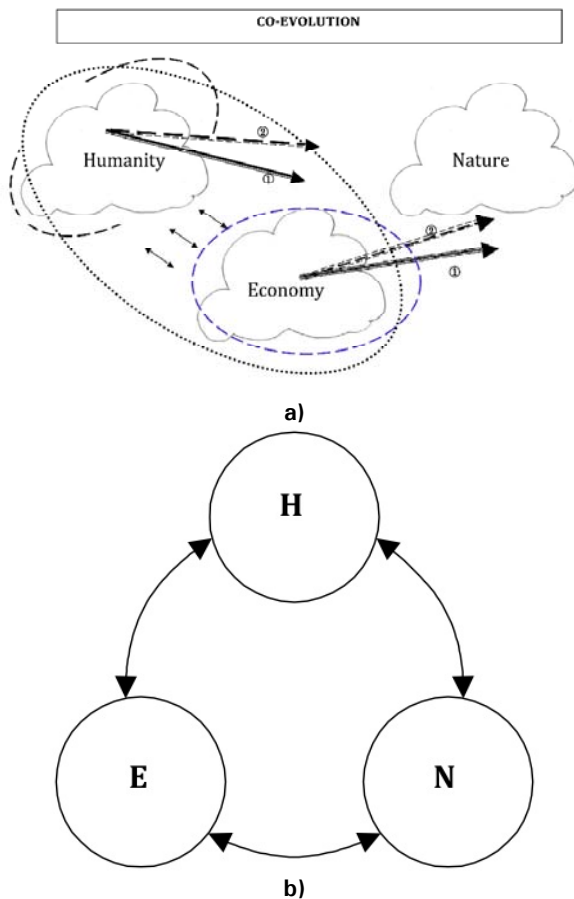 CO-EVOLUTION
②
Humanity
Nature
①
②
Economy
①
a)
H
E
N
b)